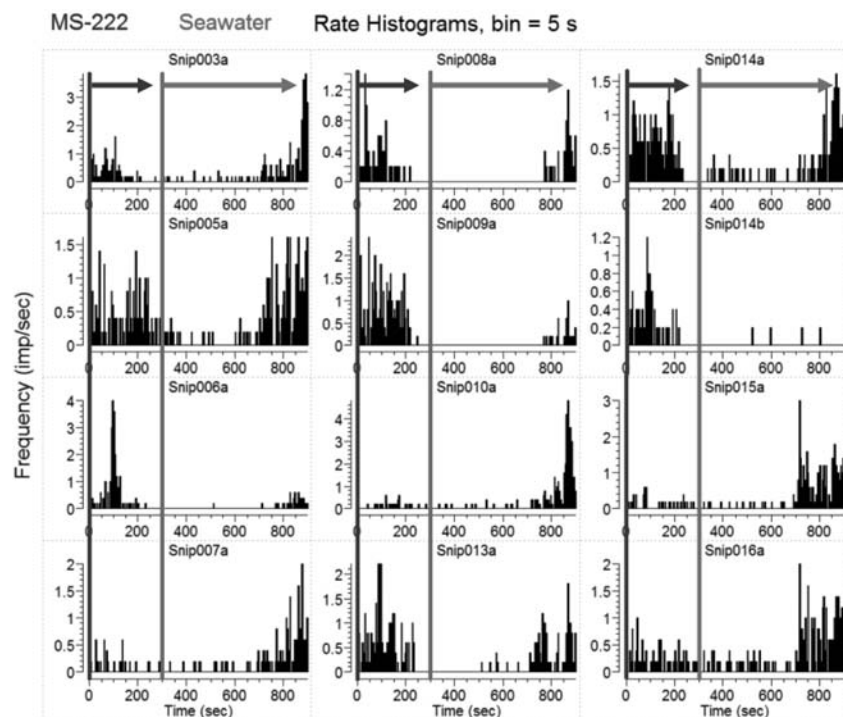 MS-222 Seawater Rate Histograms, bin = 5 s
Frequency (imp/sec)
Snip003a
3
2
1
0
0 200 400 600 800
Snip008a
1.2
0.8
0.4
0
0 200 400 600 800
Snip014a
1.5
1
0.5
0
0 200 400 600 800
Snip005a
1.5
1
0.5
0
0 200 400 600 800
Snip009a
2
1.5
1
0.5
0
0 200 400 600 800
Snip014b
1.2
1
0.8
0.6
0.4
0.2
0
0 200 400 600 800
Snip006a
4
3
2
1
0
0 200 400 600 800
Snip010a
4
3
2
1
0
0 200 400 600 800
Snip015a
3
2
1
0
0 200 400 600 800
Snip007a
2
1.5
1
0.5
0
0 200 400 600 800
Time (sec)
Snip013a
2
1.5
1
0.5
0
0 200 400 600 800
Time (sec)
Snip016a
2
1.5
1
0.5
0
0 200 400 600 800
Time (sec)